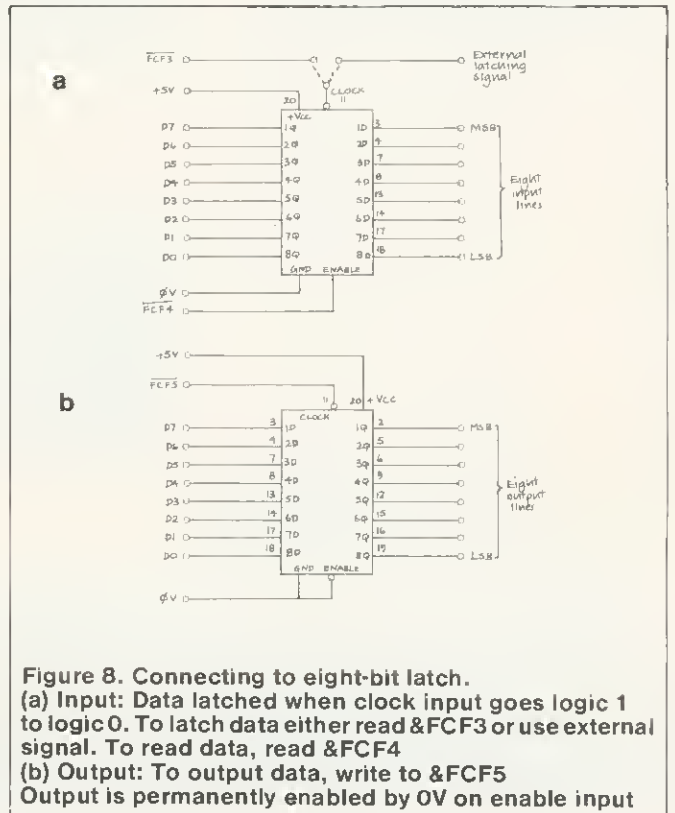 a
FCF3
External
latching
signal
CLOCK
11
+5V
20
+Vcc
D7 1Q 1D 3 MSB
D6 2Q 2D 4
D5 3Q 3D 7
D4 4Q 4D 8
D3 5Q 5D 13
D2 6Q 6D 14
D1 7Q 7D 17
D0 8Q 8D 18 LSB
Eight
input
lines
GND ENABLE
ØV
FCF4
b
+5V
FCF5
11 20 +Vcc
CLOCK
D7 3 1D 1Q 2 MSB
D6 4 2D 2Q 5
D5 7 3D 3Q 6
D4 8 4D 4Q 9
D3 13 5D 5Q 12
D2 14 6D 6Q 15
D1 17 7D 7Q 16
D0 18 8D 8Q 19 LSB
Eight
output
lines
GND ENABLE
ØV
Figure 8. Connecting to eight-bit latch.
(a) Input: Data latched when clock input goes logic 1
to logic 0. To latch data either read &FCF3 or use external
signal. To read data, read &FCF4
(b) Output: To output data, write to &FCF5
Output is permanently enabled by 0V on enable input